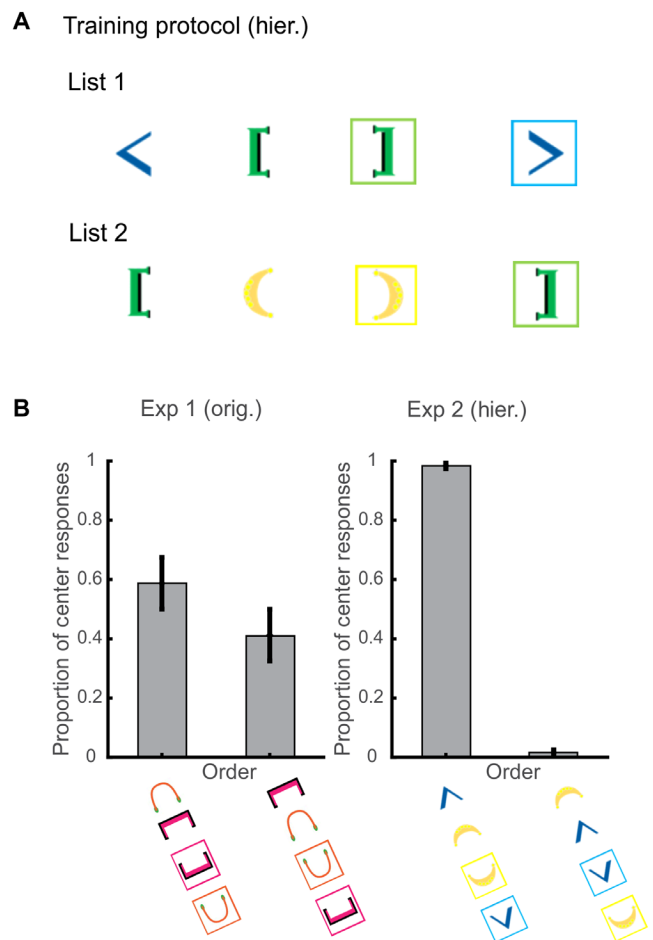 A Training protocol (hier.)
List 1
List 2
B Exp 1 (orig.) Exp 2 (hier.)
Proportion of center responses
1
0.8
0.6
0.4
0.2
0
Order
Proportion of center responses
1
0.8
0.6
0.4
0.2
0
Order